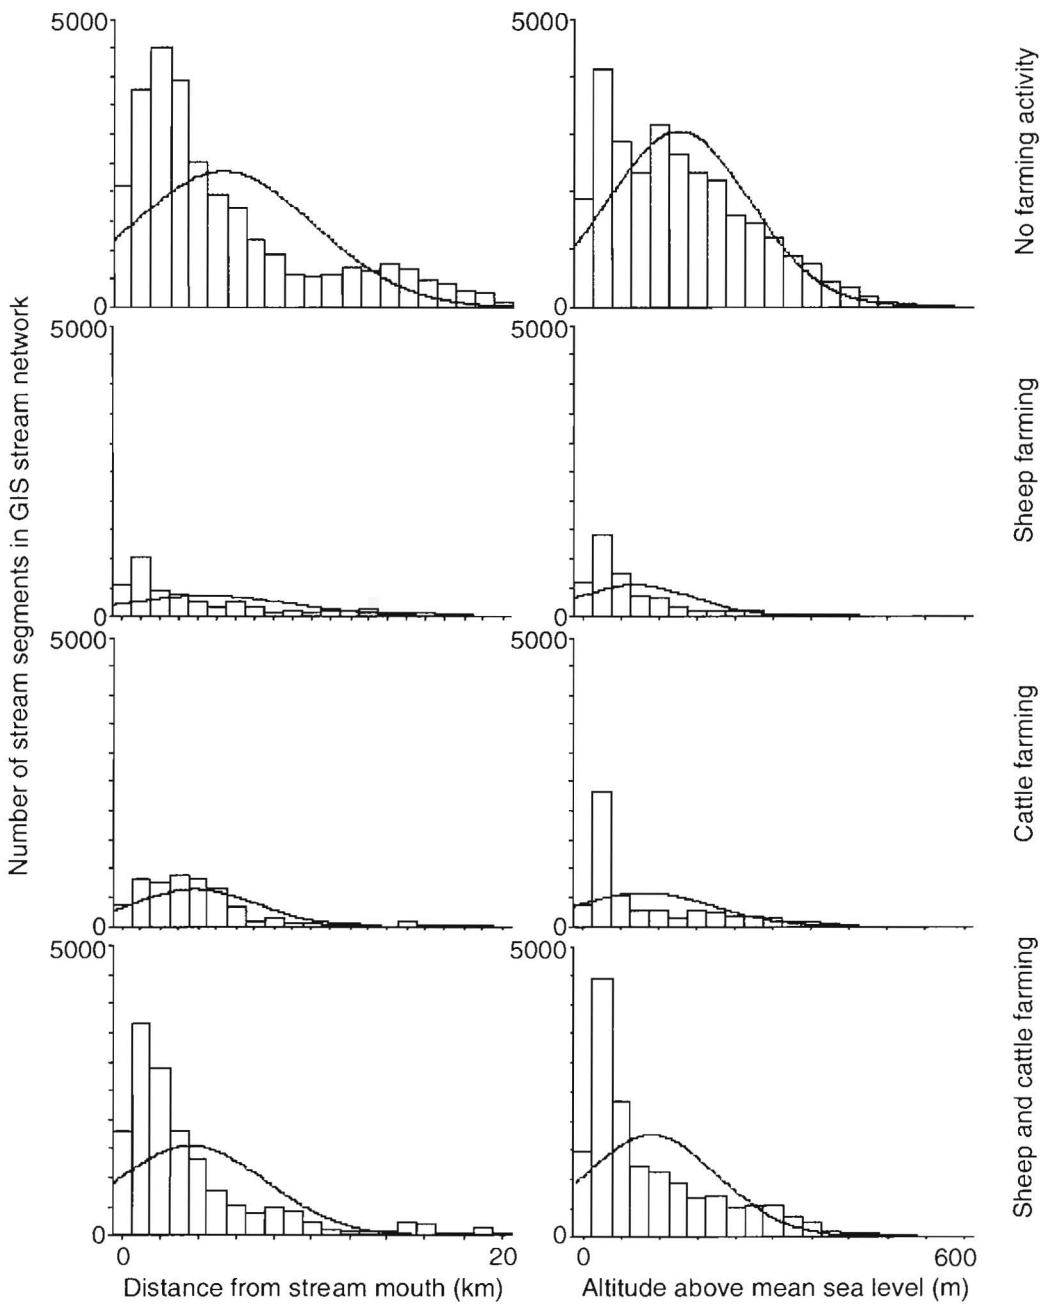 Number of stream segments in GIS stream network
5000
0
5000
0
No farming activity
5000
0
5000
0
Sheep farming
5000
0
5000
0
Cattle farming
5000
0
5000
0
Sheep and cattle farming
0 20
0 600
Distance from stream mouth (km)
Altitude above mean sea level (m)